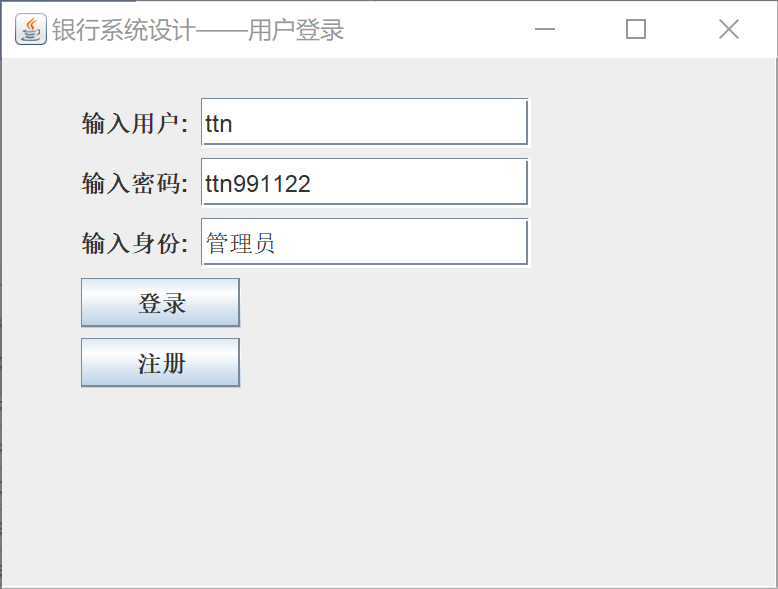 银行系统设计——用户登录
输入用户: ttn
输入密码: ttn991122
输入身份: 管理员
登录
注册